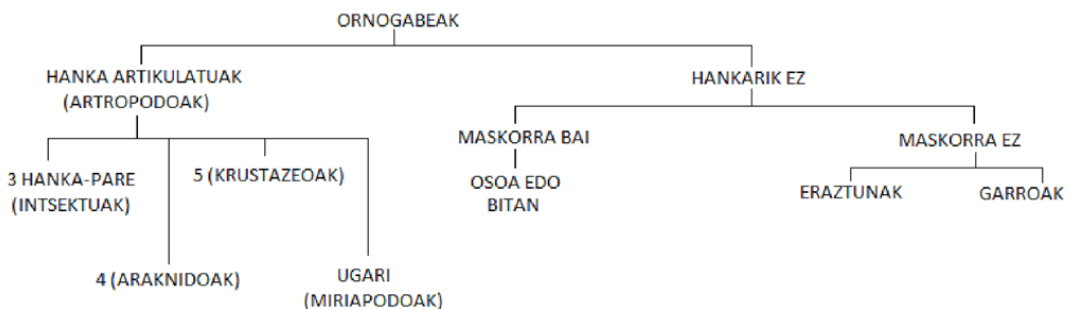 ORNOGABEAK
HANKA ARTIKULATUAK
(ARTROPODOAK)
HANKARIK EZ
MASKORRA BAI
MASKORRA EZ
3 HANKA-PARE
(INTSEKTUAK)
5 (KRUSTAZEOAK)
OSOA EDO
BITAN
ERAZTUNAK
GARROAK
4 (ARAKNIDOAK)
UGARI
(MIRIAPODOAK)